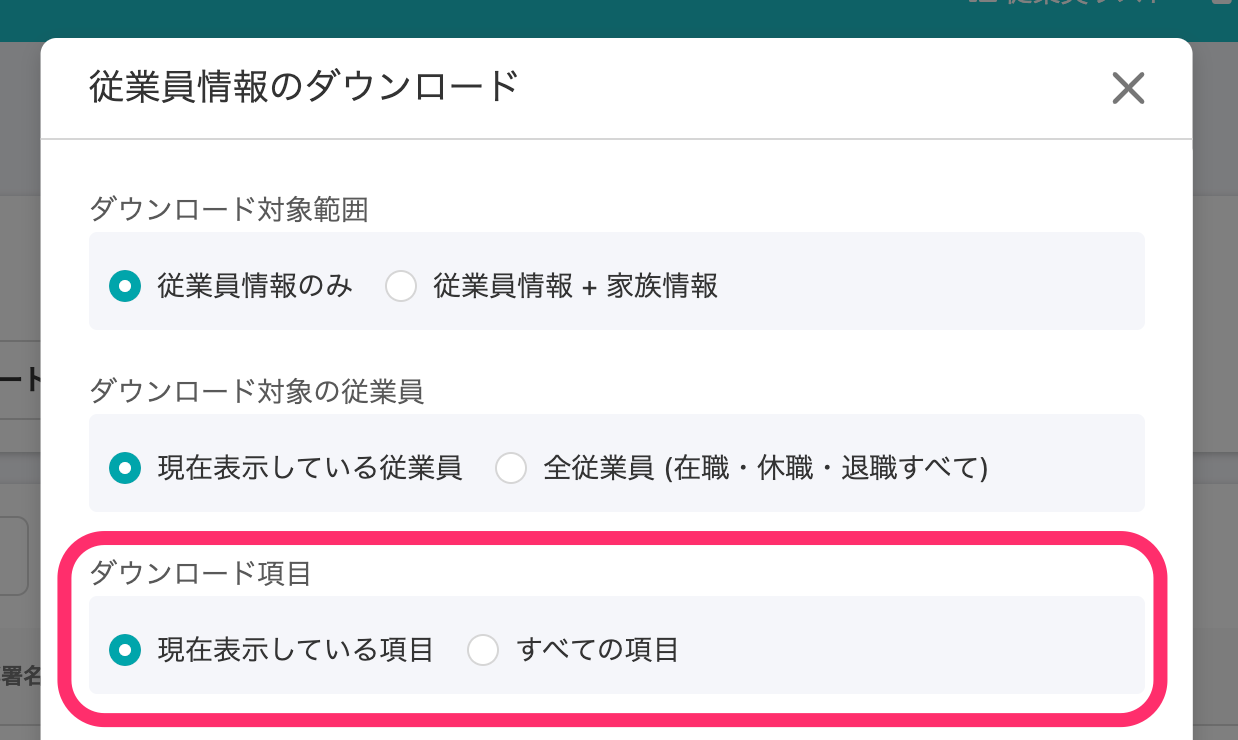 従業員情報のダウンロード
ダウンロード対象範囲
従業員情報のみ 従業員情報 + 家族情報
ダウンロード対象の従業員
現在表示している従業員 全従業員 (在職・休職・退職すべて)
ダウンロード項目
現在表示している項目 すべての項目
署名